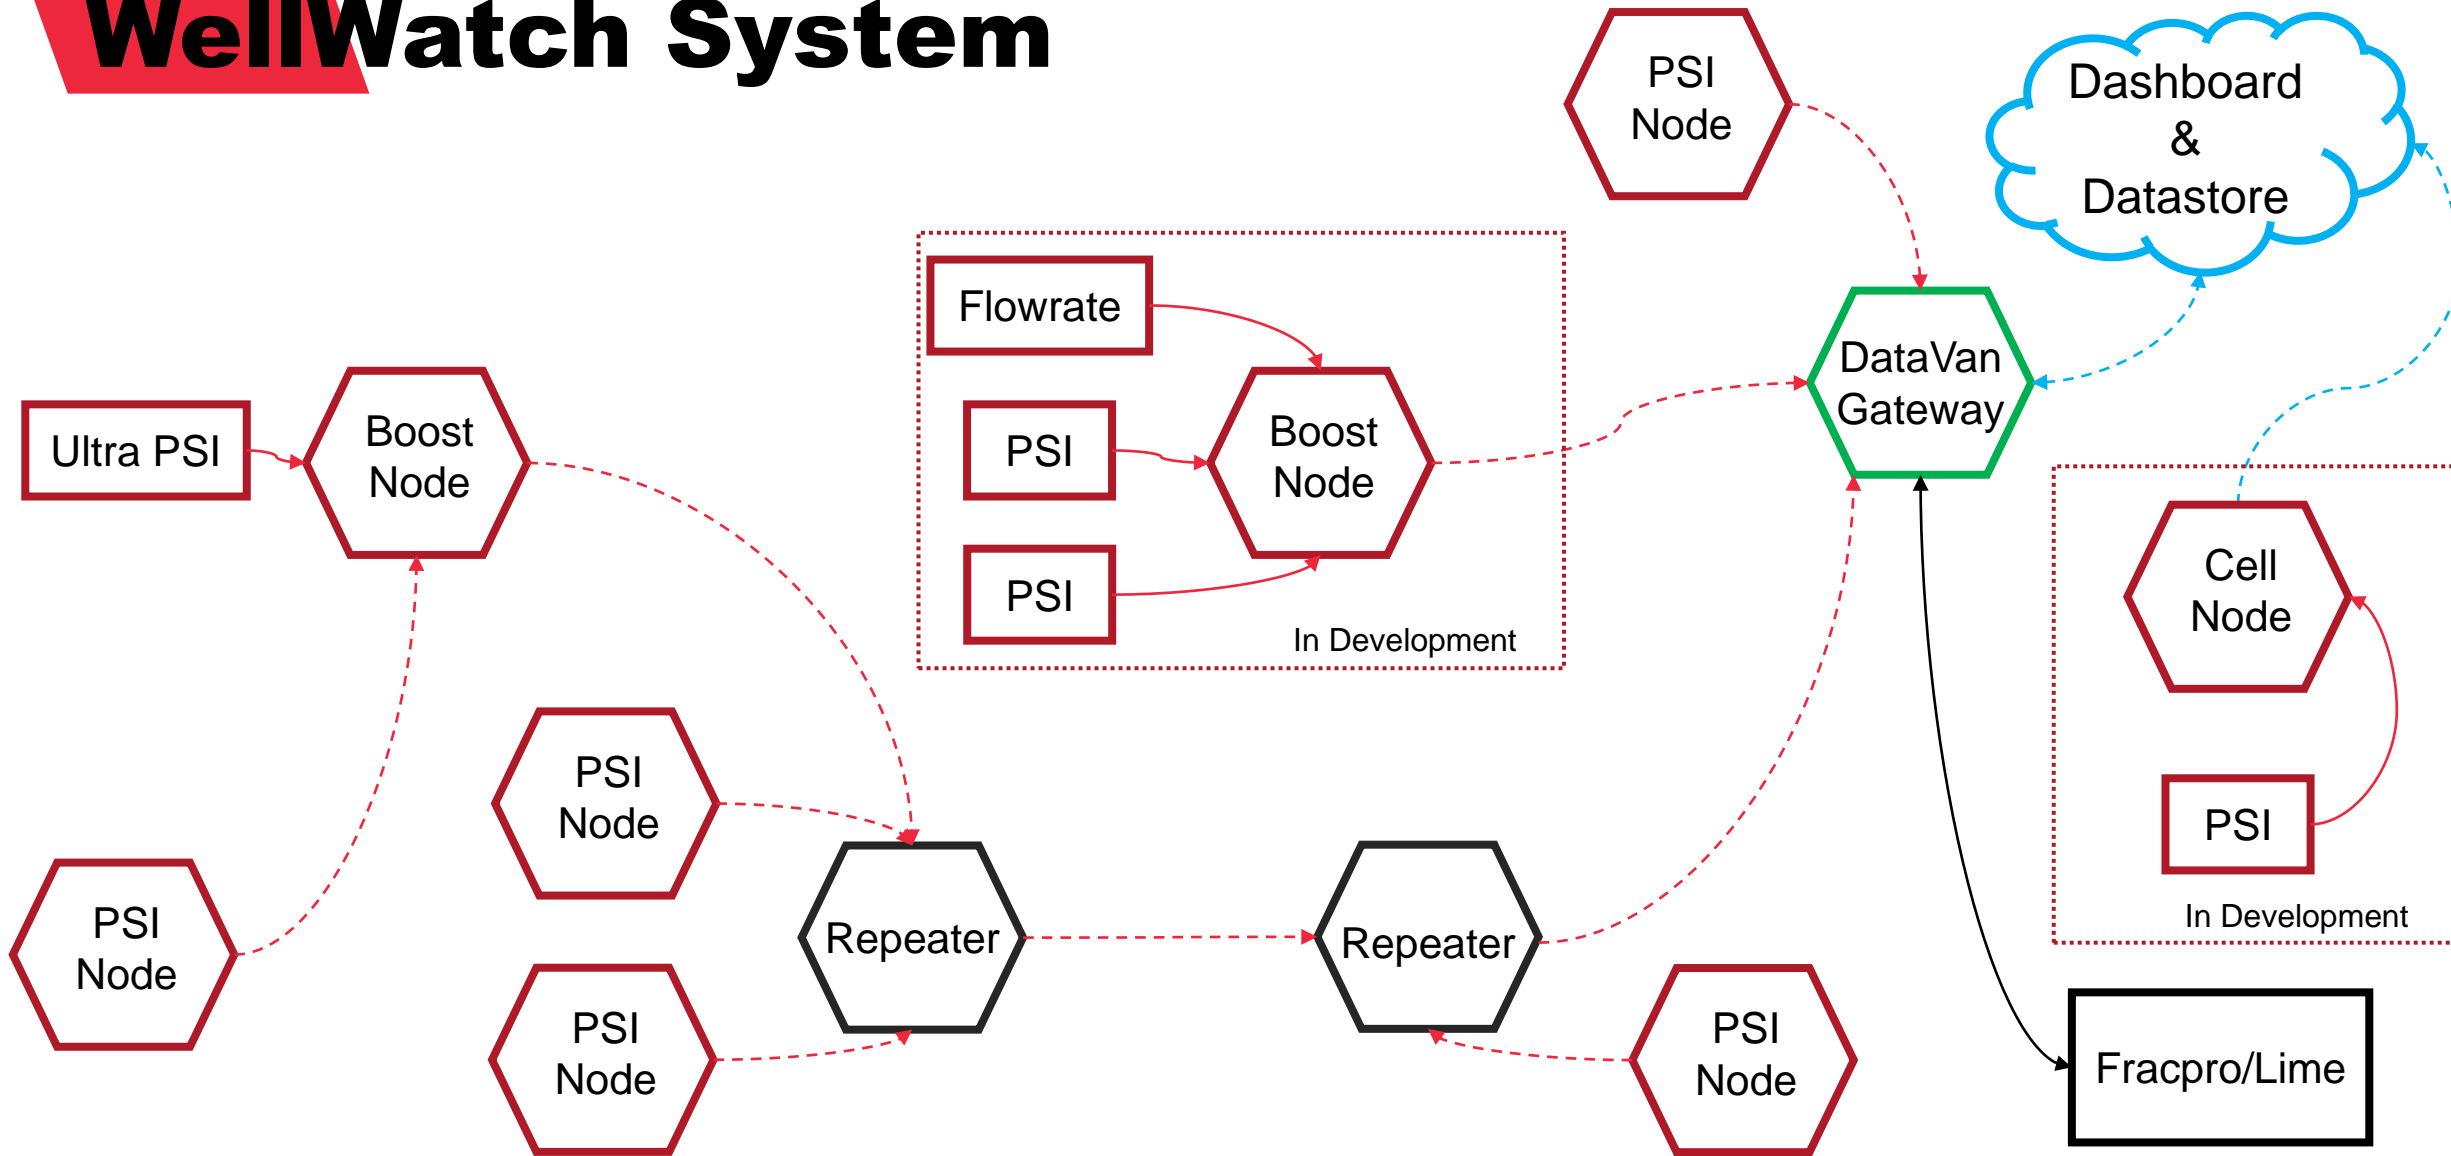 WellWatch System
PSI
Node
Dashboard
&
Datastore
Flowrate
DataVan
Gateway
Ultra PSI
Boost
Node
PSI
Boost
Node
PSI
In Development
Cell
Node
PSI
In Development
PSI
Node
PSI
Node
Repeater
Repeater
PSI
Node
PSI
Node
Fracpro/Lime